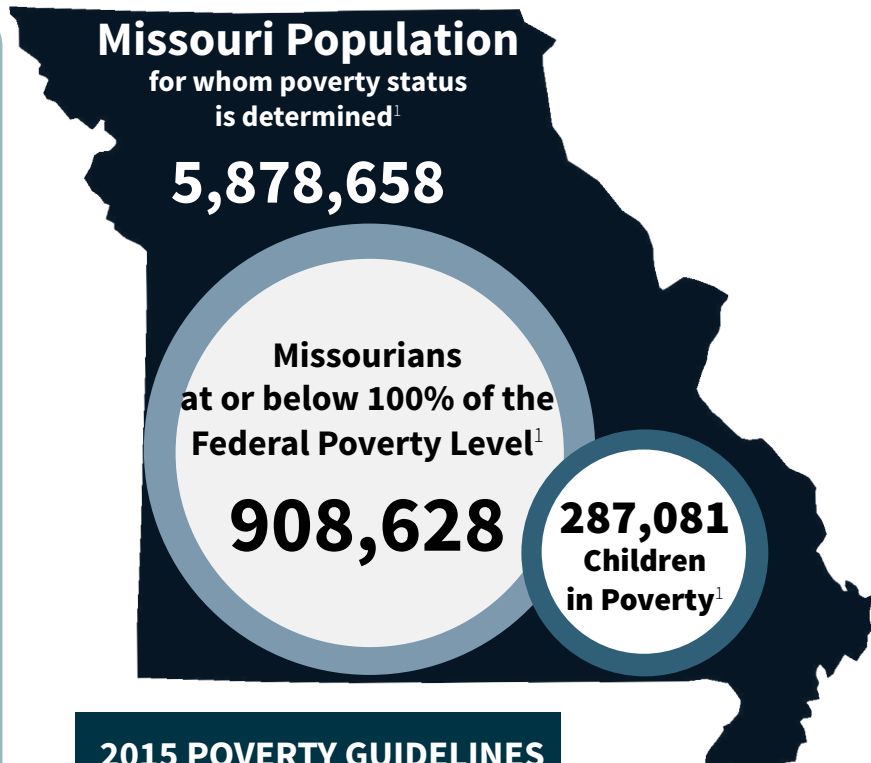 Missouri Population
for whom poverty status
is determined¹
5,878,658
Missourians
at or below 100% of the
Federal Poverty Level¹
908,628
287,081
Children
in Poverty¹
2015 POVERTY GUIDELINES